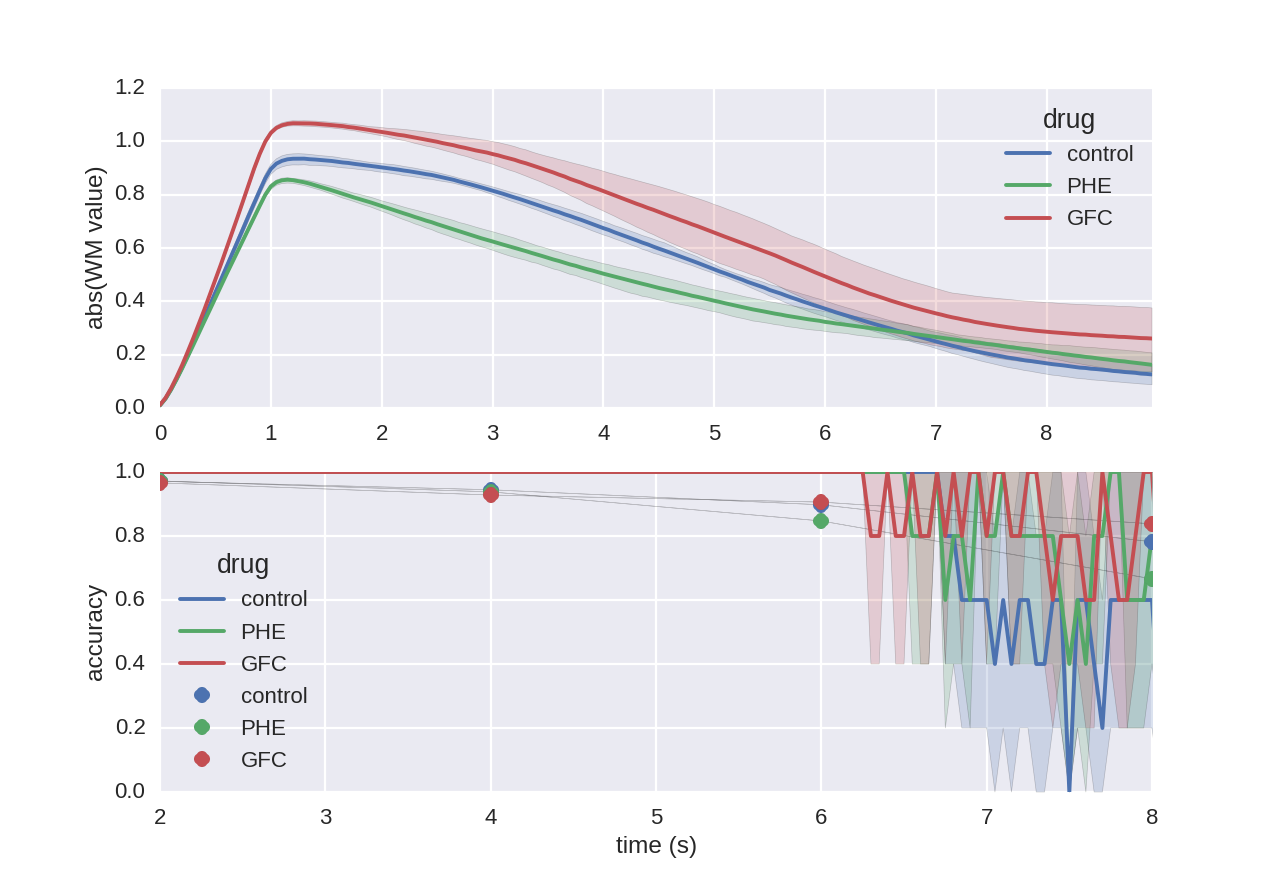 1.2
1.0
0.8
0.6
0.4
0.2
0.0
abs(WM value)
drug
control
PHE
GFC
0 1 2 3 4 5 6 7 8
1.0
0.8
0.6
0.4
0.2
0.0
accuracy
drug
control
PHE
GFC
control
PHE
GFC
2 3 4 5 6 7 8
time (s)